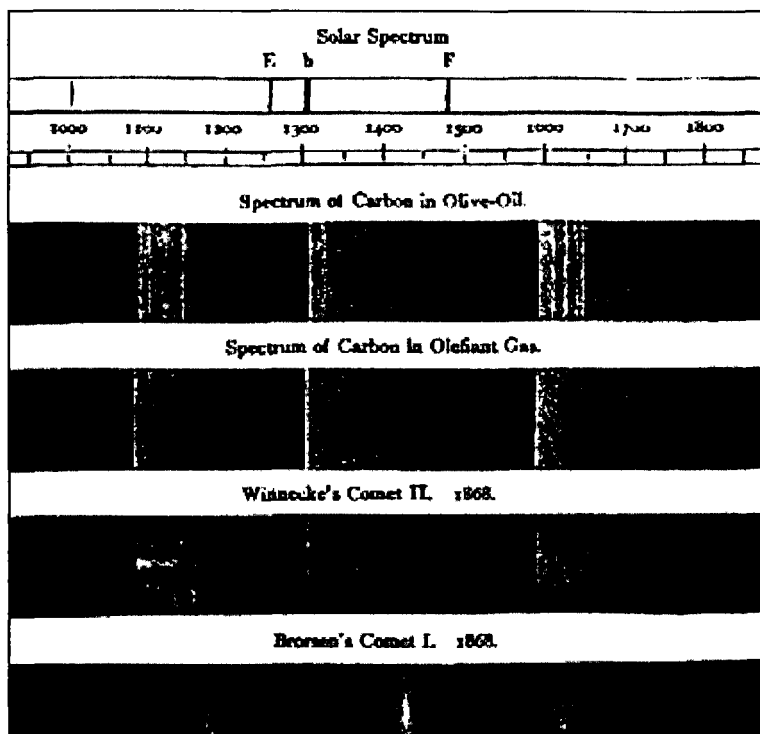 Solar Spectrum
E b F
1000 1100 1200 1300 1400 1500 1600 1700 1800
Spectrum of Carbon in Olive-Oil.
Spectrum of Carbon in Olefiant Gas.
Winnecke's Comet II. 1868.
Brorsen's Comet I. 1868.